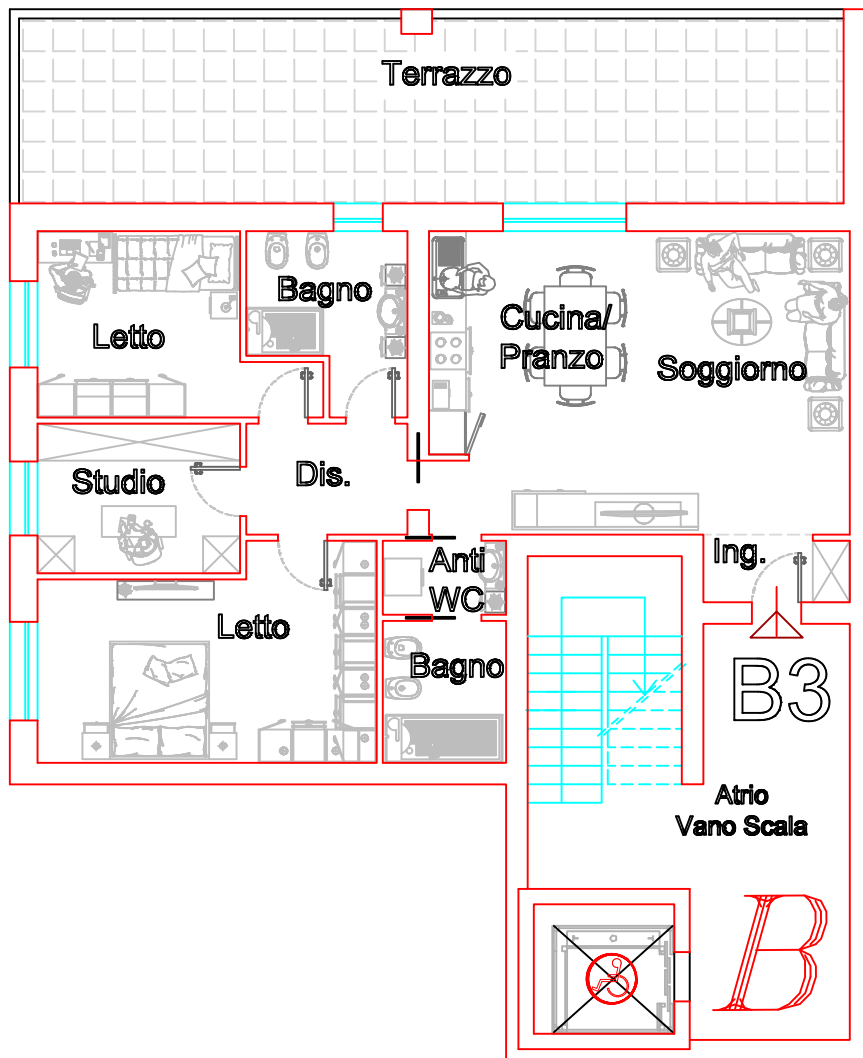 Terrazzo
Bagno
Letto
Cucina/
Pranzo
Soggiorno
Studio
Dis.
Anti
WC
Ing.
Letto
Bagno
B3
Atrio
Vano Scala
B